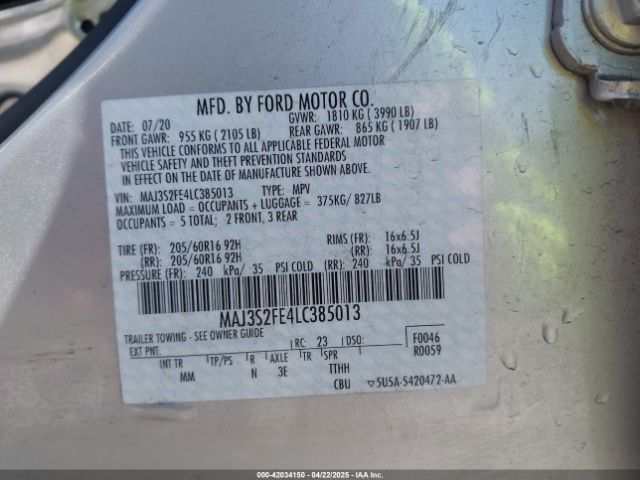 MFD. BY FORD MOTOR CO.
DATE: 07/20 GVWR: 1810 KG ( 3990 LB)
FRONT GAWR: 955 KG (2105 LB) REAR GAWR: 865 KG (1907 LB)
THIS VEHICLE CONFORMS TO ALL APPLICABLE FEDERAL MOTOR
VEHICLE SAFETY AND THEFT PREVENTION STANDARDS
IN EFFECT ON THE DATE OF MANUFACTURE SHOWN ABOVE.
VIN: MAJ3S2FE4LC385013 TYPE: MPV
MAXIMUM LOAD = OCCUPANTS + LUGGAGE = 375KG/ 827LB
OCCUPANTS = 5 TOTAL; 2 FRONT, 3 REAR
TIRE (FR): 205/60R16 92H RIMS (FR): 16x6.5J
(RR): 205/60R16 92H (RR): 16x6.5J
PRESSURE (FR): 240 kPa/ 35 PSI COLD (RR): 240 kPa/ 35 PSI COLD
MAJ3S2FE4LC385013
TRAILER TOWING - SEE OWNER GUIDE
EXT PNT: RC: 23 DSO: F0046
R0059
INT TR TP/PS R AXLE TR SPR
MM N 3E TTHH
CBU 5U5A-5420472-AA
000-42034150 - 04/22/2025 - IAAI.COM